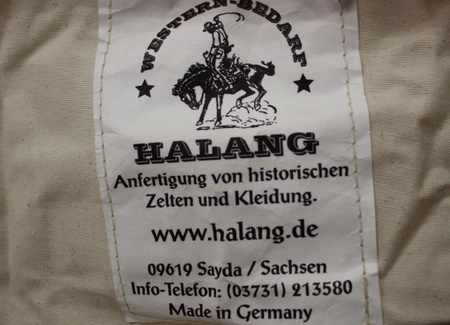 WESTERN-BEDARF
HALANG
Anfertigung von historischen
Zelten und Kleidung.
www.halang.de
09619 Sayda / Sachsen
Info-Telefon: (03731) 213580
Made in Germany